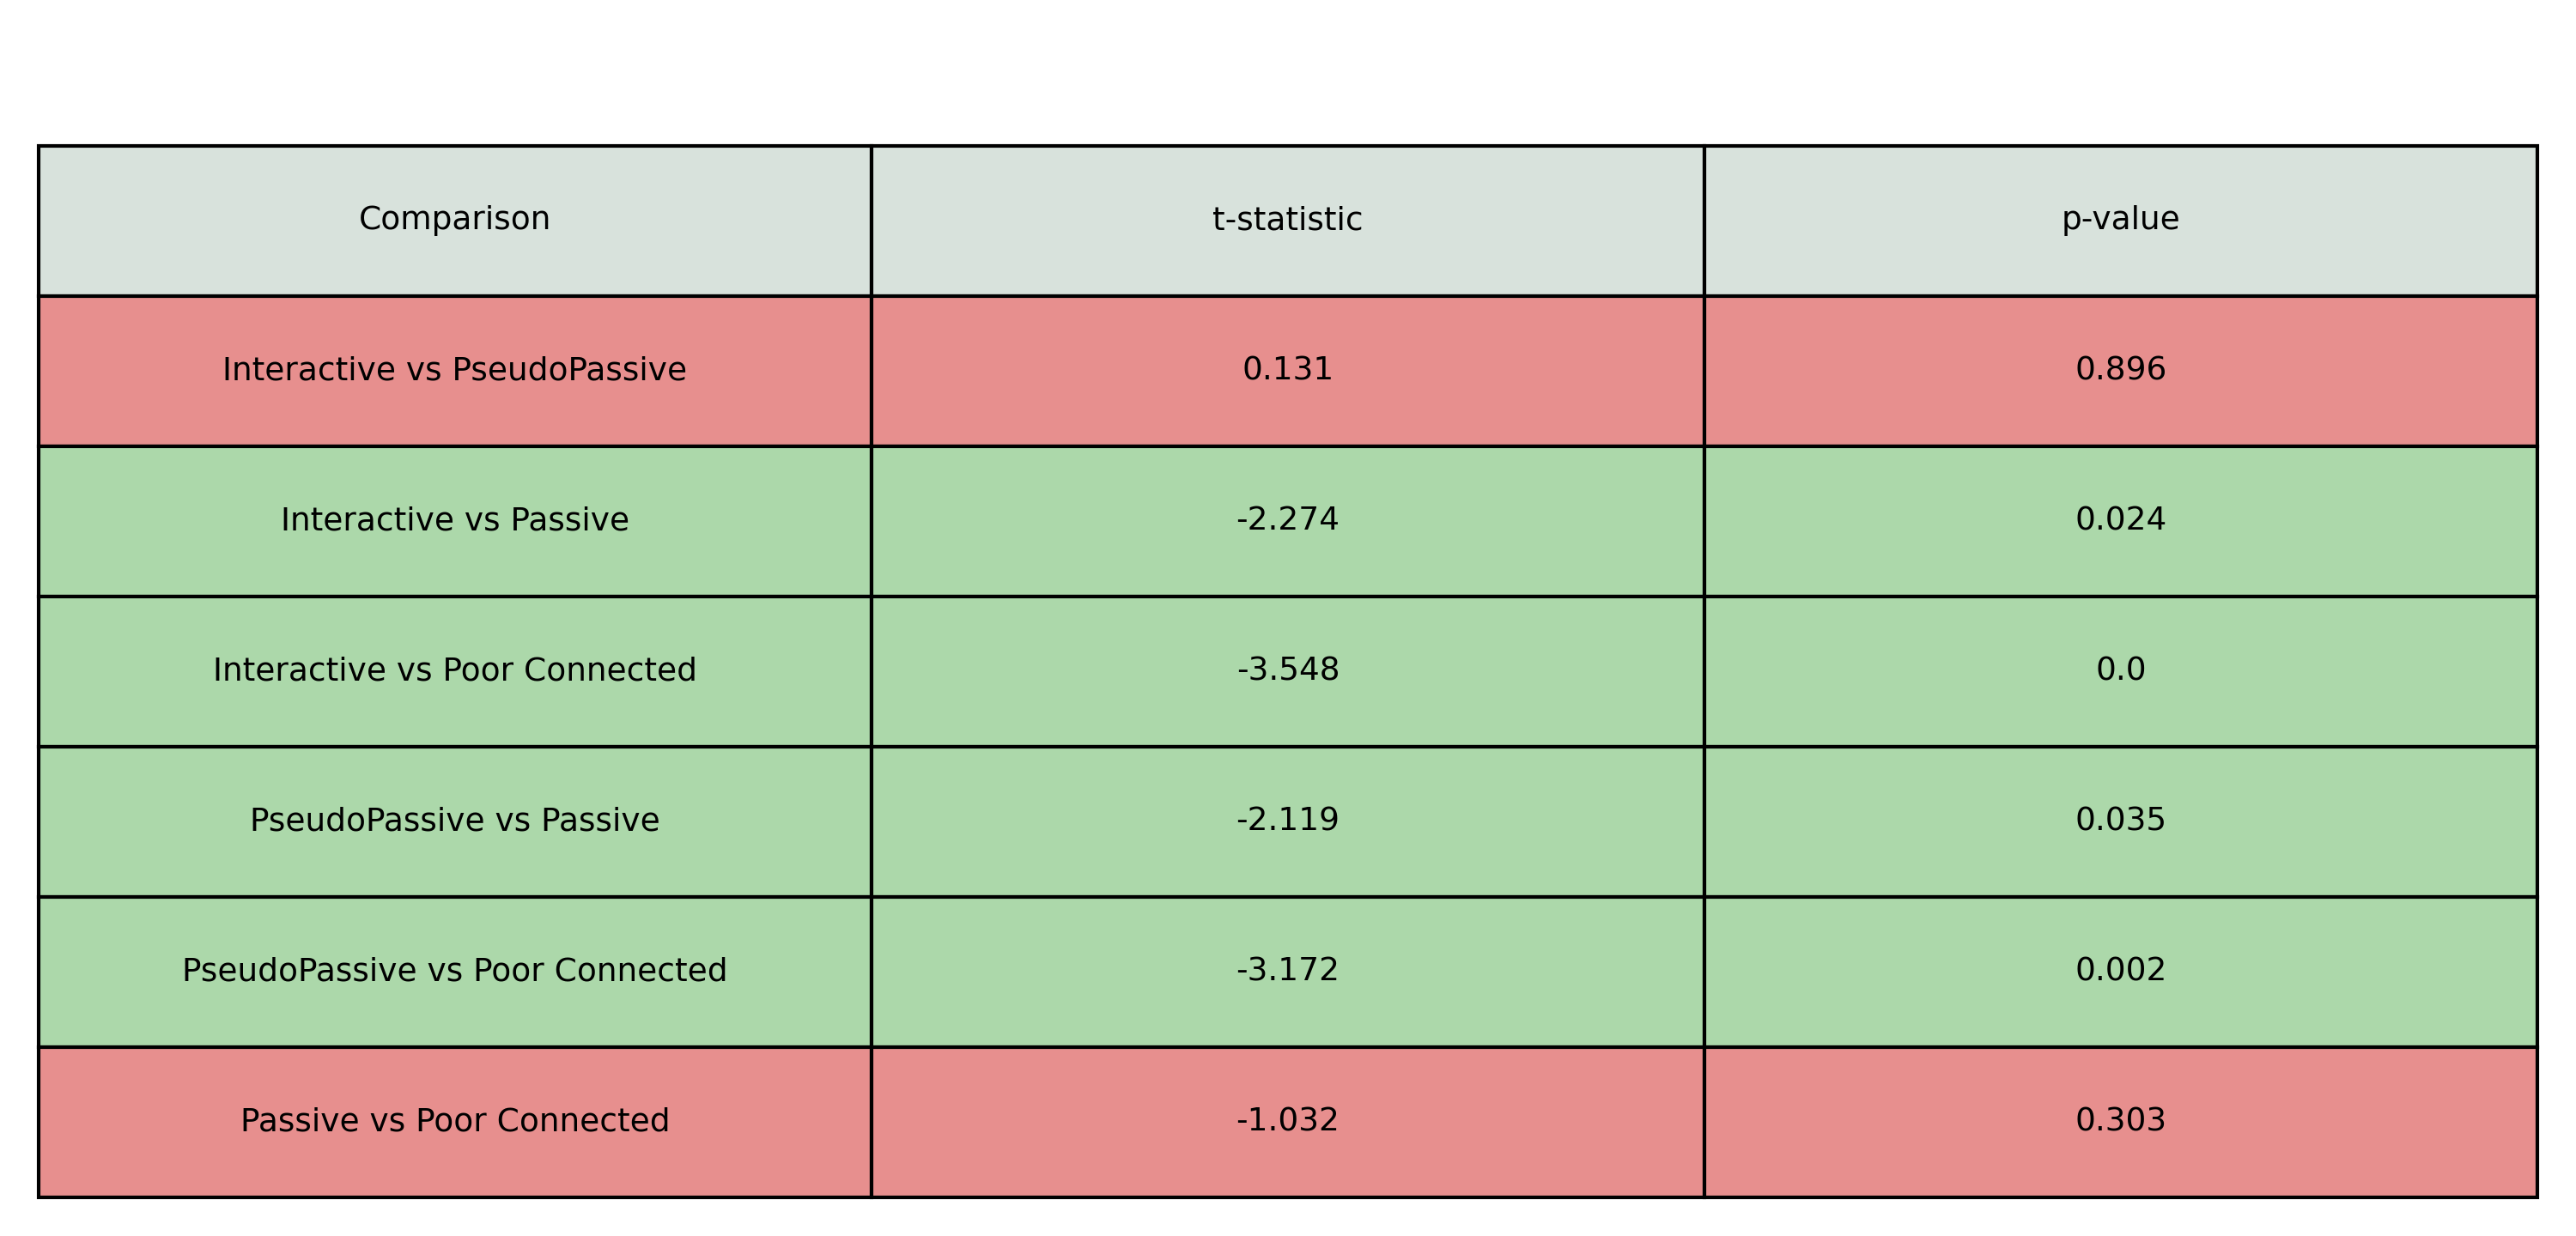 Comparison t-statistic p-value
Interactive vs PseudoPassive 0.131 0.896
Interactive vs Passive -2.274 0.024
Interactive vs Poor Connected -3.548 0.0
PseudoPassive vs Passive -2.119 0.035
PseudoPassive vs Poor Connected -3.172 0.002
Passive vs Poor Connected -1.032 0.303